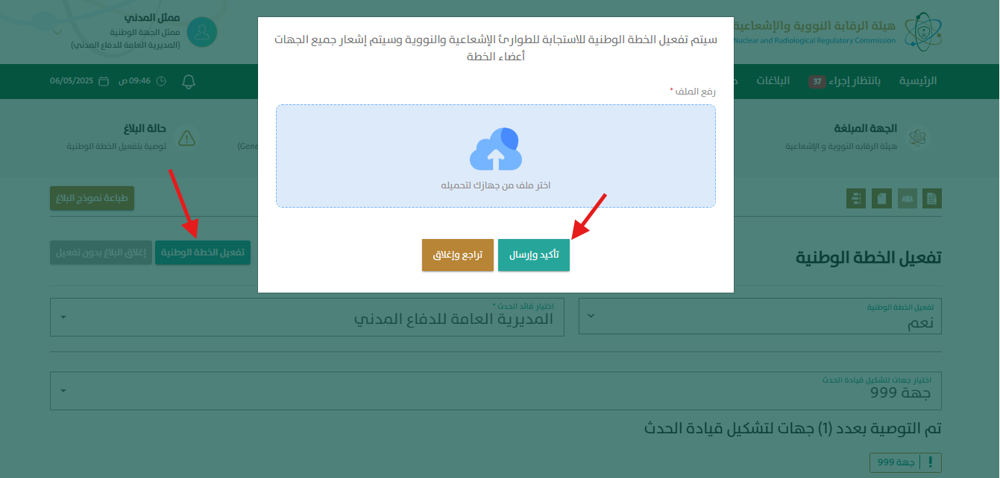 هيئة الرقابة النووية والإشعاعية
Nuclear and Radiological Regulatory Commission
ممثل المدني
ممثل الجهة الوطنية
(المديرية العامة للدفاع المدني)
الرئيسية
بانتظار إجراء 37
البلاغات
09:46 ص
06/05/2025
سيتم تفعيل الخطة الوطنية للاستجابة للطوارئ الإشعاعية والنووية وسيتم إشعار جميع الجهات
أعضاء الخطة
رفع الملف *
اختر ملف من جهازك لتحميله
تأكيد وإرسال
تراجع وإغلاق
الجهة المبلغة
هيئة الرقابه النووية و الإشعاعية
(Gene
حالة البلاغ
توصية بتفعيل الخطة الوطنية
طباعة نموذج البلاغ
تفعيل الخطة الوطنية
تفعيل الخطة الوطنية
إغلاق البلاغ بدون تفعيل
تفعيل الخطة الوطنية
نعم
اختيار قائد الحدث *
المديرية العامة للدفاع المدني
اختيار جهات لتشكيل قيادة الحدث
جهة 999
تم التوصية بعدد (1) جهات لتشكيل قيادة الحدث
جهة 999